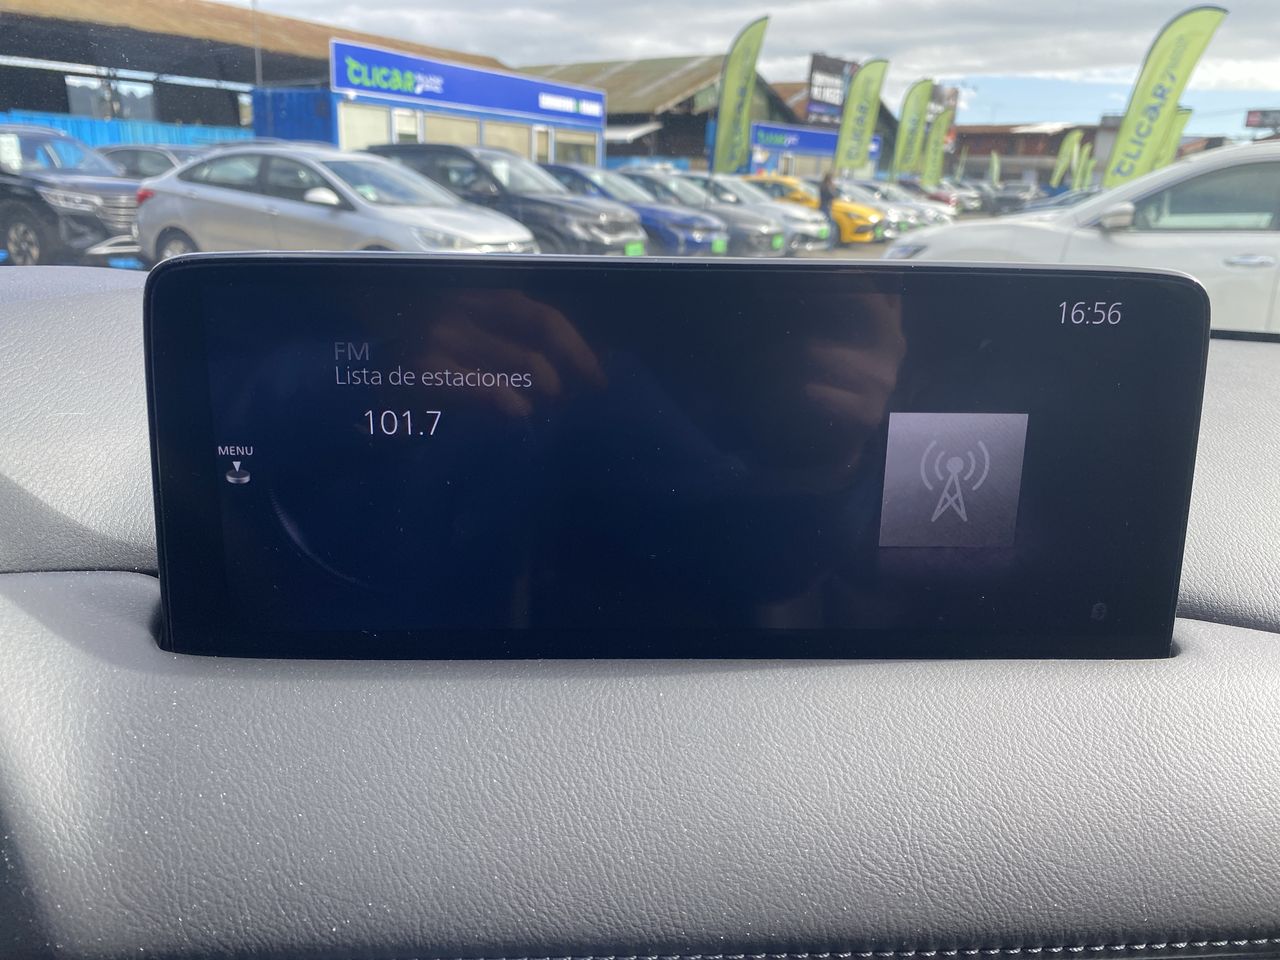 CLICAR
CLICAR
CLICAR
CLICAR
16:56
FM
Lista de estaciones
101.7
MENU